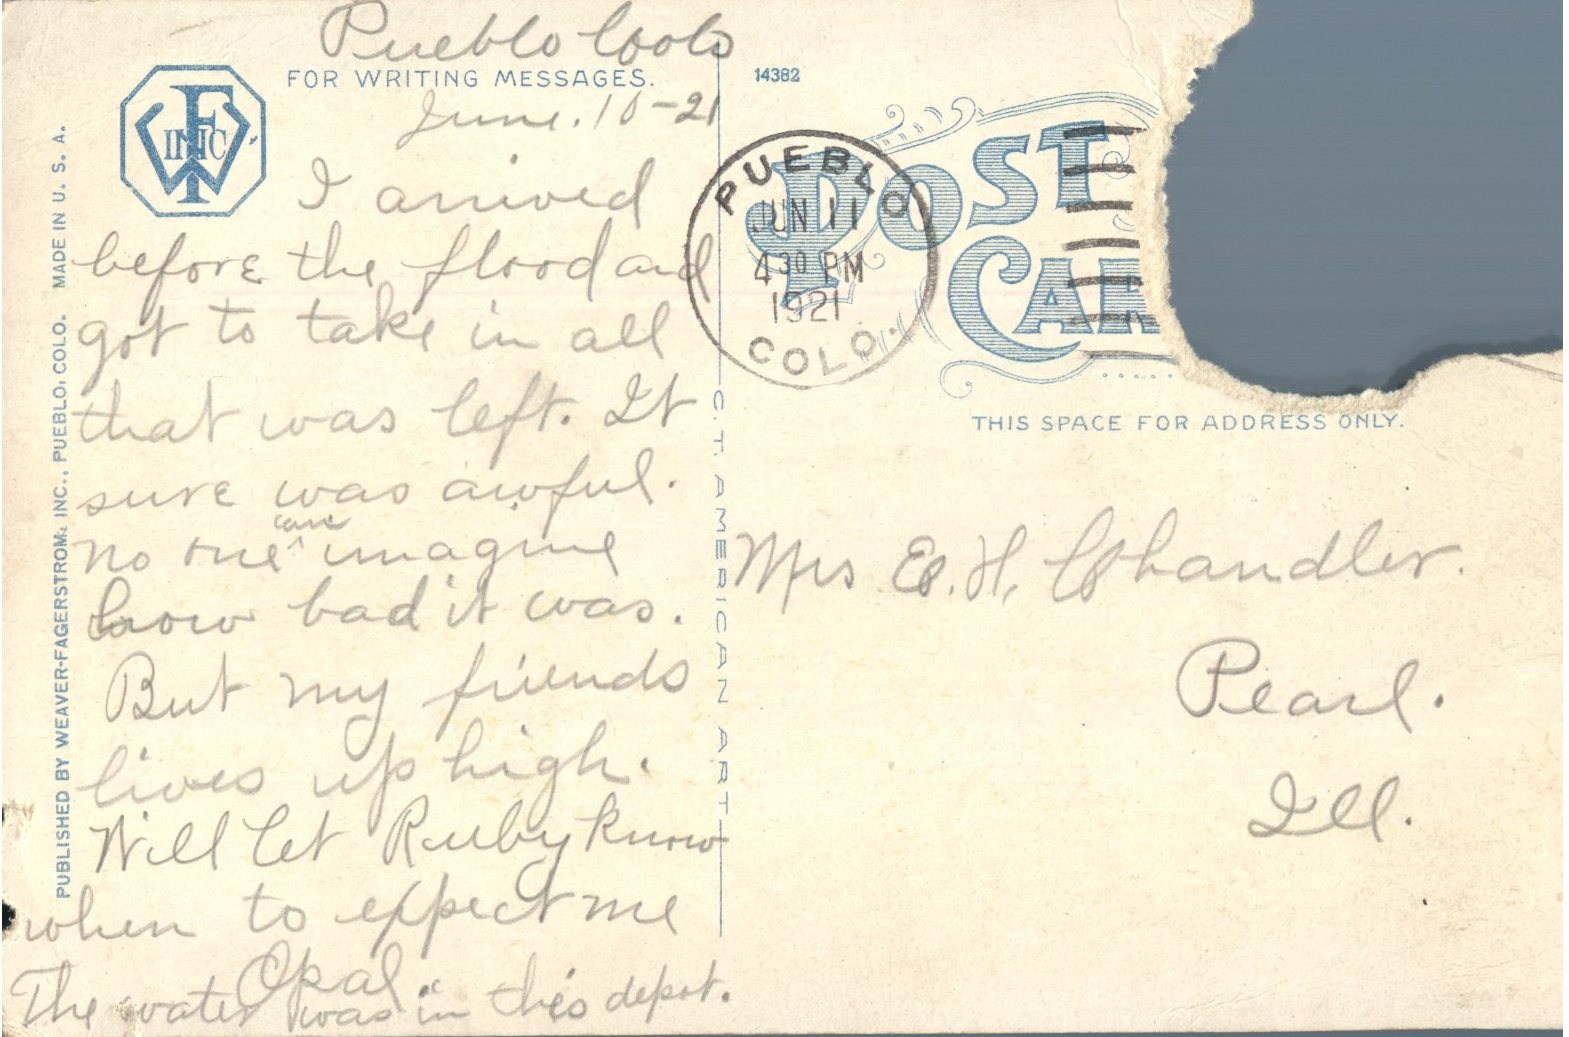 Pueblo Colo
FOR WRITING MESSAGES.
June. 10-21
I arrived
before the flood and
got to take in all
that was left. It
sure was awful.
no one can imagine
how bad it was.
But my friends
lives up high.
Will let Ruby know
when to expect me
Opal.
The water was in this depot.
PUBLISHED BY WEAVER-FAGERSTROM, INC., PUEBLO, COLO. MADE IN U. S. A.
WF INC
C. T. AMERICAN ART
14382
POST
CAR
PUEBLO
JUN 11
4 30 PM
1921
COLO.
THIS SPACE FOR ADDRESS ONLY.
Mrs E. H. Chandler.
Pearl.
Ill.